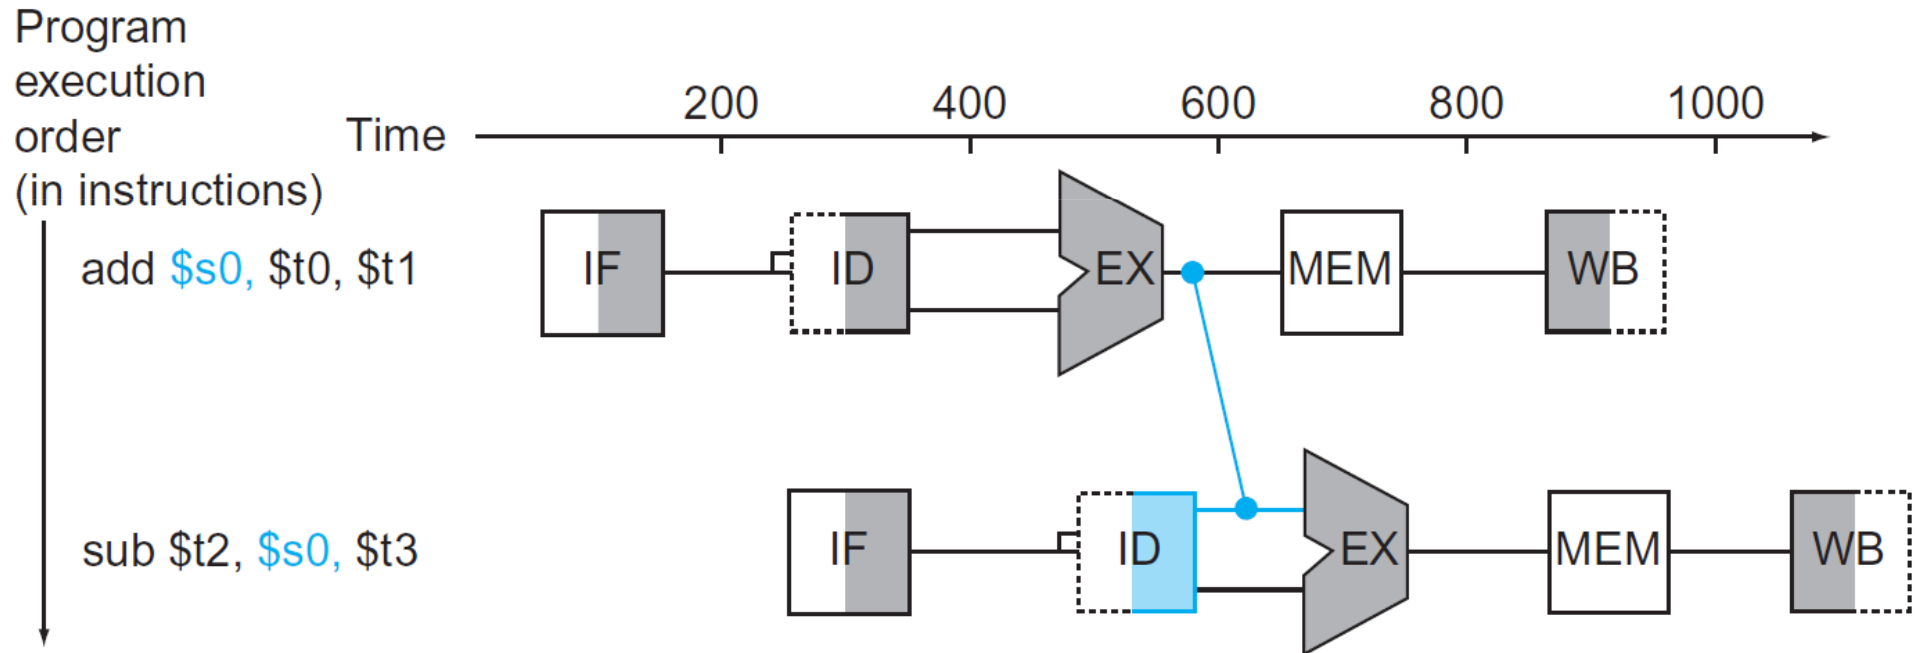 Program
execution
order
(in instructions)
Time
200 400 600 800 1000
add $s0, $t0, $t1
IF ID EX MEM WB
sub $t2, $s0, $t3
IF ID EX MEM WB